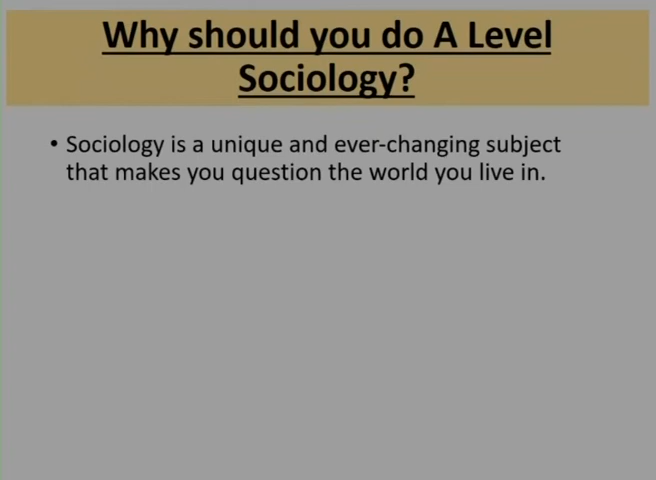 Why should you do A Level
Sociology?
• Sociology is a unique and ever-changing subject
that makes you question the world you live in.